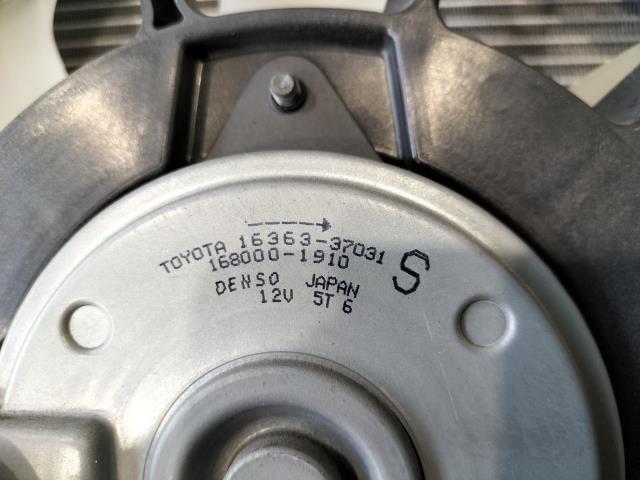 TOYOTA 16363-37031
168000-1910
S
DENSO JAPAN
12V 5T 6